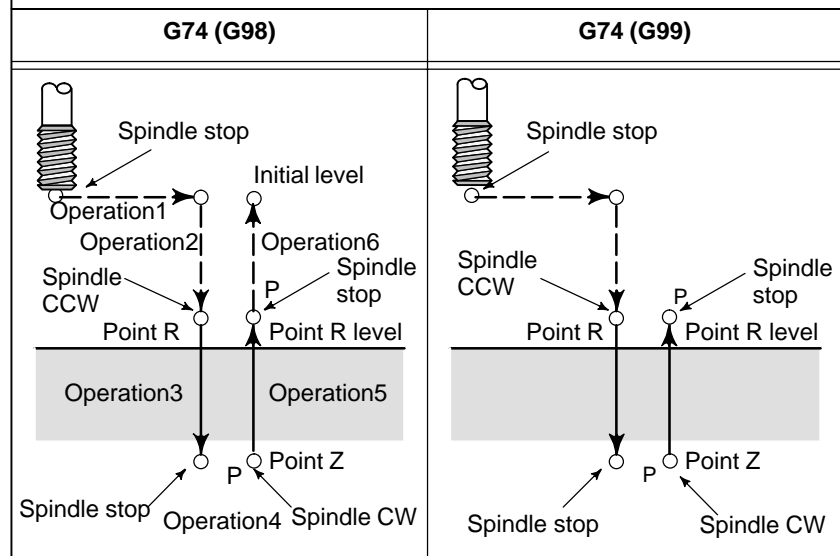 G74 (G98)
G74 (G99)
Spindle stop
Initial level
Operation1
Operation2
Operation6
Spindle
CCW
P
Spindle
stop
Point R
Point R level
Operation3
Operation5
P
Point Z
Spindle stop
Operation4
Spindle CW
Spindle stop
Spindle
CCW
P
Spindle
stop
Point R
Point R level
P
Point Z
Spindle stop
Spindle CW